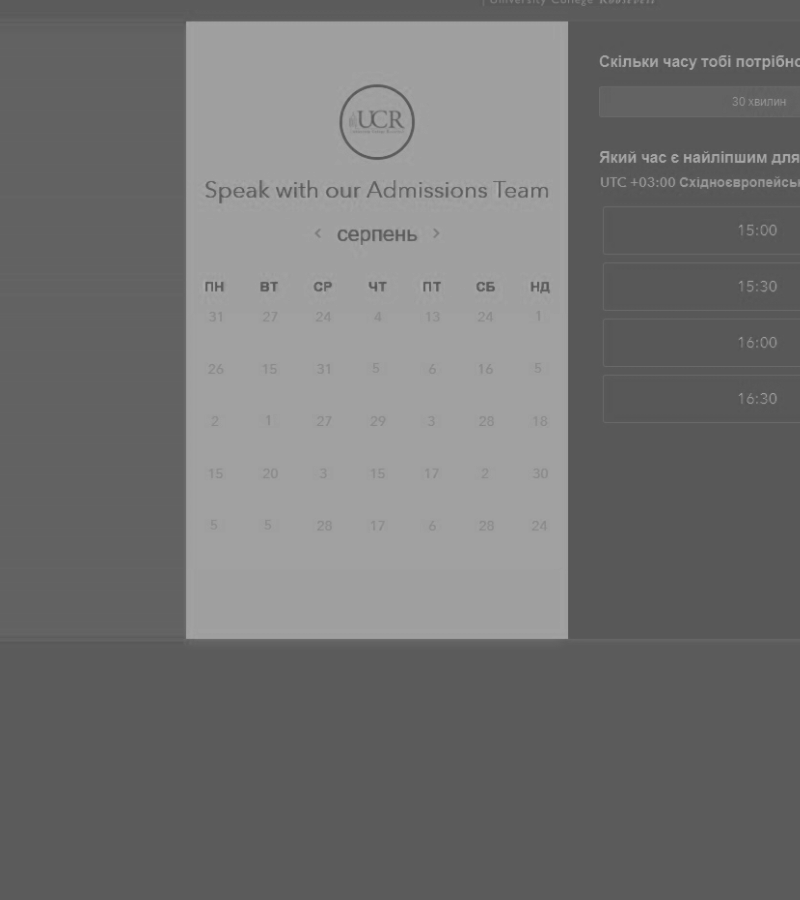 University College
UCR
Speak with our Admissions Team
‹ серпень ›
ПН ВТ СР ЧТ ПТ СБ НД
31 27 24 4 13 24 1
26 15 31 5 6 16 5
2 1 27 29 3 28 18
15 20 3 15 17 2 30
5 5 28 17 6 28 24
Скільки часу тобі потрібно
30 хвилин
Який час є найліпшим для
UTC +03:00 Східноєвропейсь
15:00
15:30
16:00
16:30